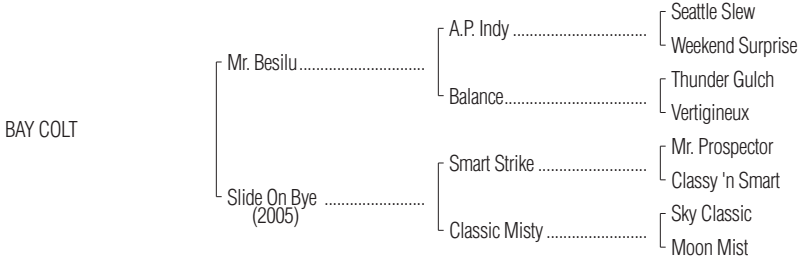 Seattle Slew
A.P. Indy ................................
Weekend Surprise
Mr. Besilu..............................
Thunder Gulch
Balance..................................
Vertigineux
BAY COLT
Mr. Prospector
Smart Strike ..........................
Classy 'n Smart
Slide On Bye ........................
(2005)
Sky Classic
Classic Misty ........................
Moon Mist